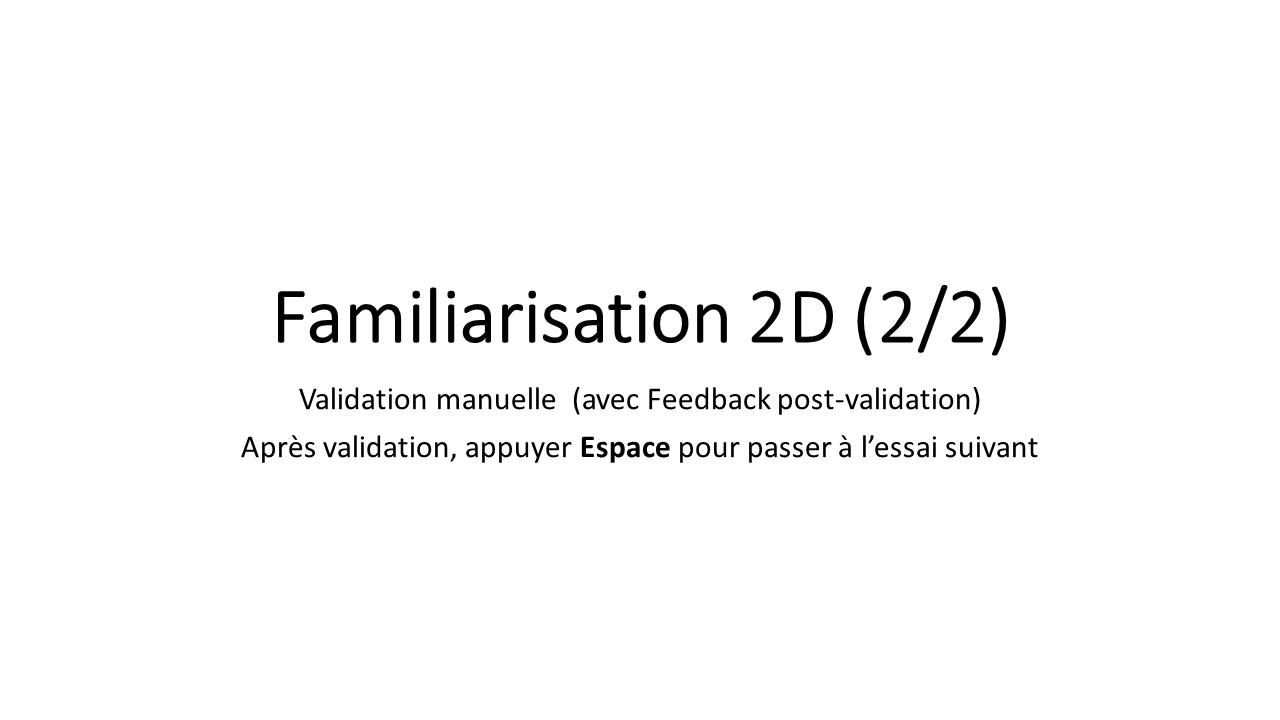 Familiarisation 2D (2/2)
Validation manuelle  (avec Feedback post-validation)
Après validation, appuyer Espace pour passer à l’essai suivant